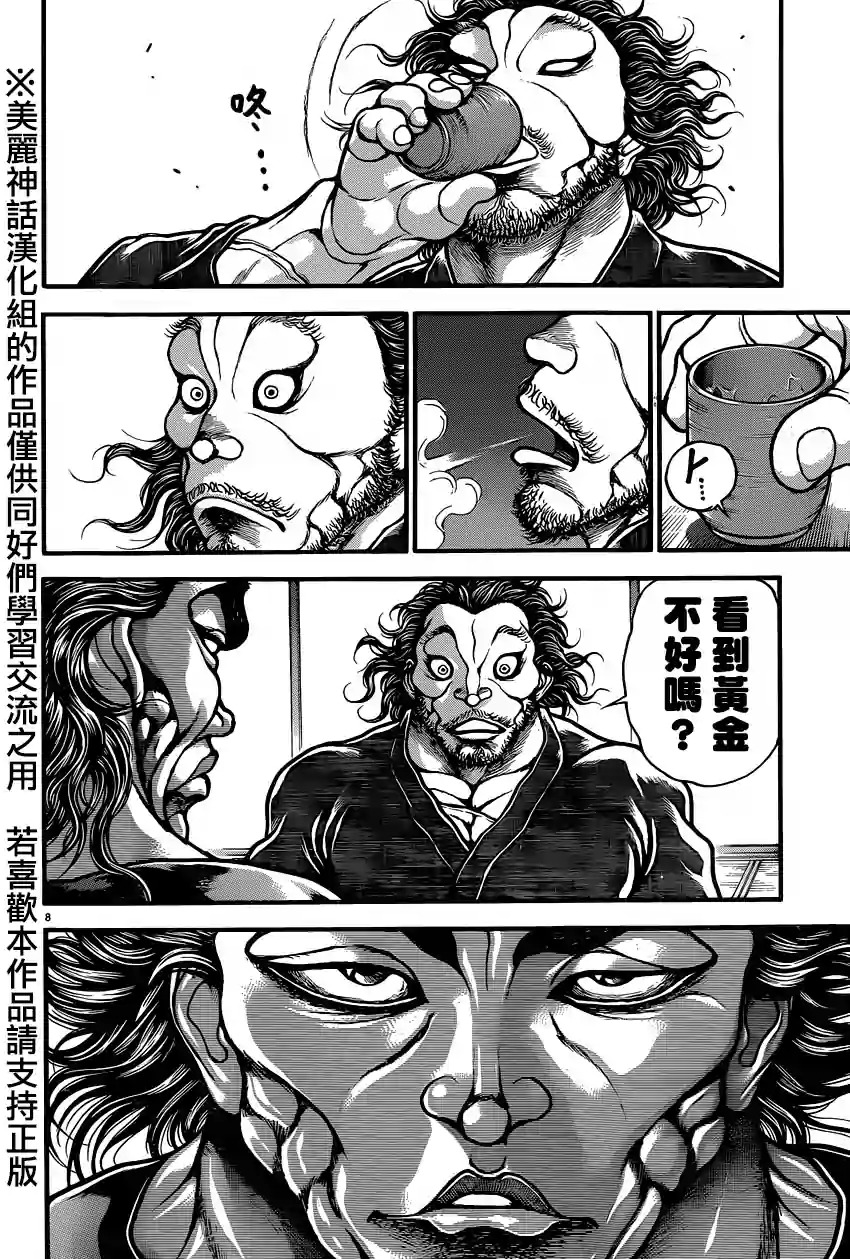 ※美麗神話漢化組的作品僅供同好們學習交流之用　若喜歡本作品請支持正版
咚…
ト…
看到黃金
不好嗎？
8